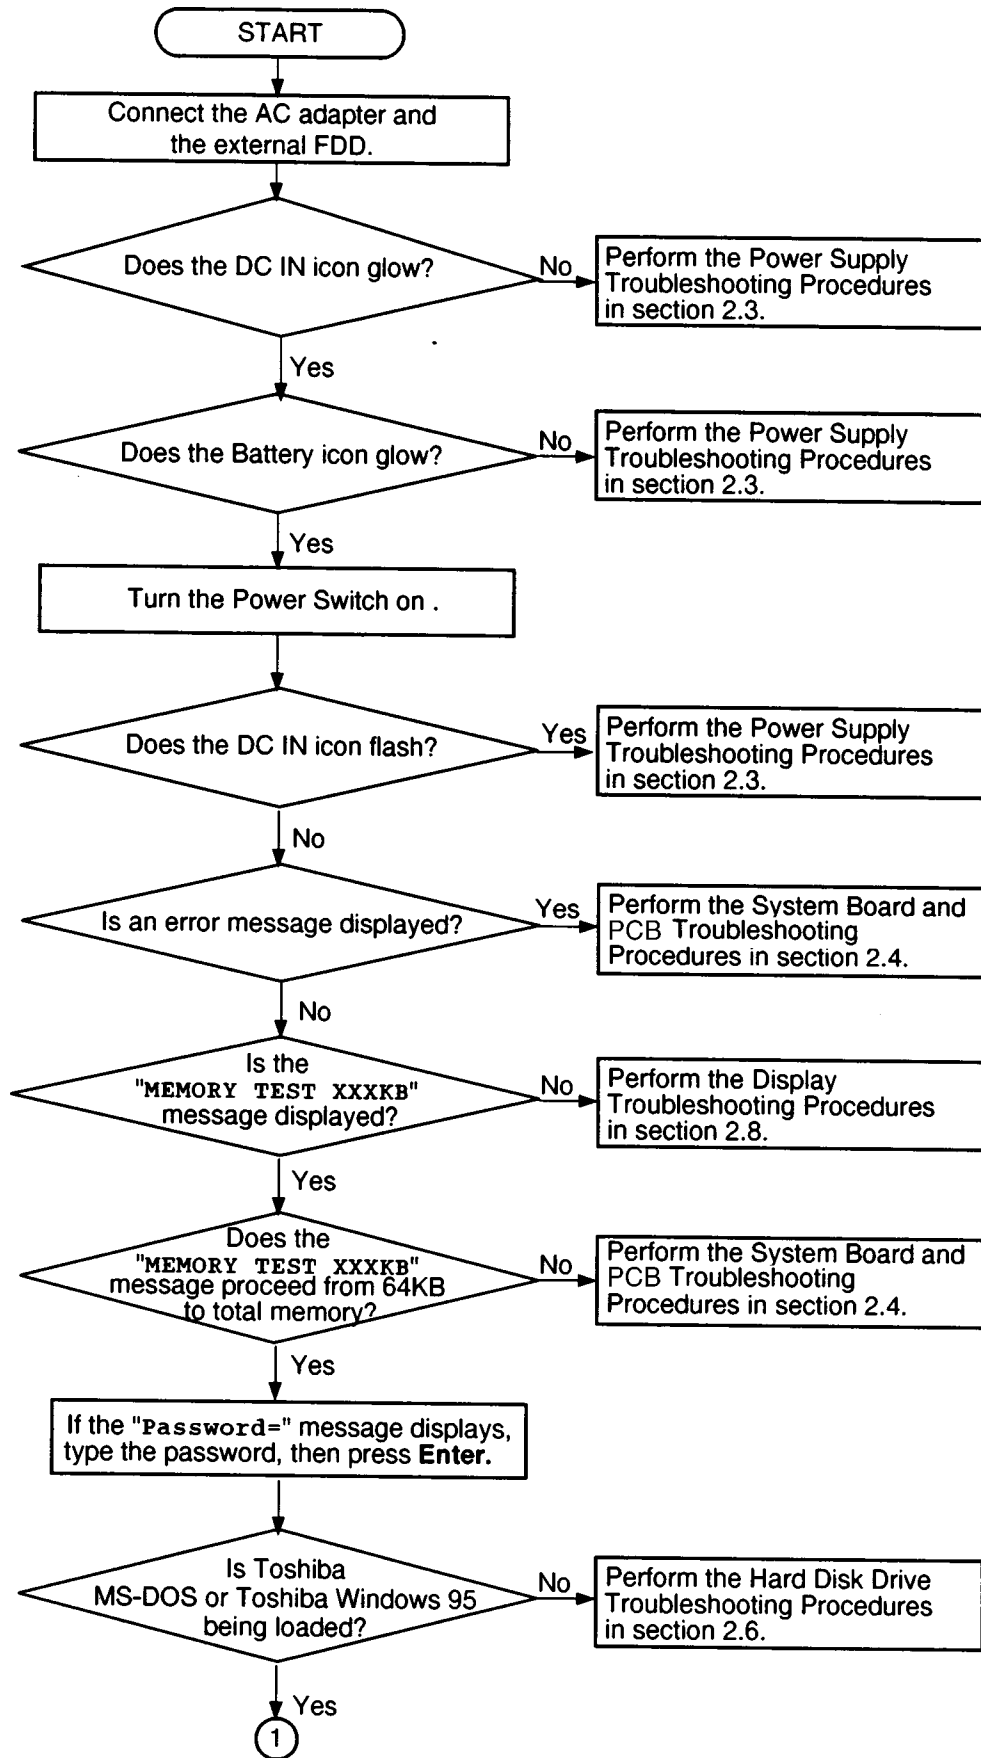 START
Connect the AC adapter and
the external FDD.
Does the DC IN icon glow?
No
Perform the Power Supply
Troubleshooting Procedures
in section 2.3.
Yes
Does the Battery icon glow?
No
Perform the Power Supply
Troubleshooting Procedures
in section 2.3.
Yes
Turn the Power Switch on .
Does the DC IN icon flash?
Yes
Perform the Power Supply
Troubleshooting Procedures
in section 2.3.
No
Is an error message displayed?
Yes
Perform the System Board and
PCB Troubleshooting
Procedures in section 2.4.
No
Is the
"MEMORY TEST XXXKB"
message displayed?
No
Perform the Display
Troubleshooting Procedures
in section 2.8.
Yes
Does the
"MEMORY TEST XXXKB"
message proceed from 64KB
to total memory?
No
Perform the System Board and
PCB Troubleshooting
Procedures in section 2.4.
Yes
If the "Password=" message displays,
type the password, then press Enter.
Is Toshiba
MS-DOS or Toshiba Windows 95
being loaded?
No
Perform the Hard Disk Drive
Troubleshooting Procedures
in section 2.6.
Yes
1